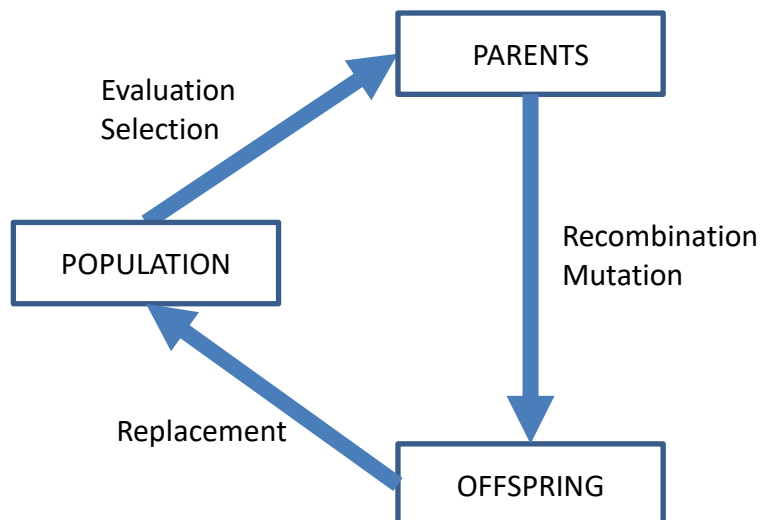 PARENTS
Evaluation
Selection
POPULATION
Recombination
Mutation
Replacement
OFFSPRING